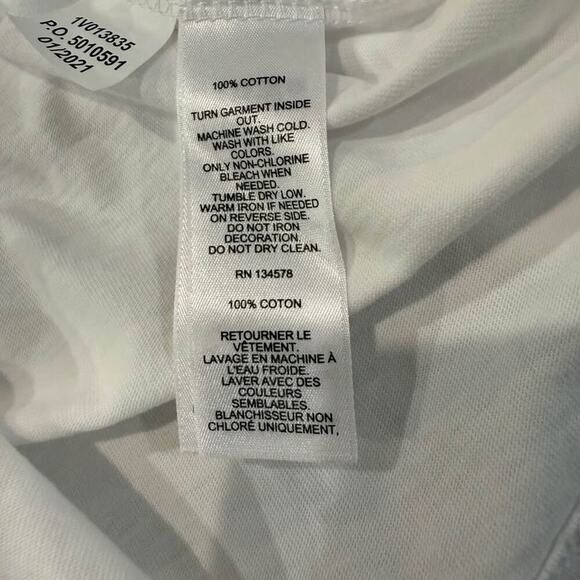 1V013835
P.O. 5010591
01/2021
100% COTTON
TURN GARMENT INSIDE
OUT.
MACHINE WASH COLD.
WASH WITH LIKE
COLORS.
ONLY NON-CHLORINE
BLEACH WHEN
NEEDED.
TUMBLE DRY LOW.
WARM IRON IF NEEDED
ON REVERSE SIDE.
DO NOT IRON
DECORATION.
DO NOT DRY CLEAN.
RN 134578
100% COTON
RETOURNER LE
VÊTEMENT.
LAVAGE EN MACHINE À
L'EAU FROIDE.
LAVER AVEC DES
COULEURS
SEMBLABLES.
BLANCHISSEUR NON
CHLORÉ UNIQUEMENT,